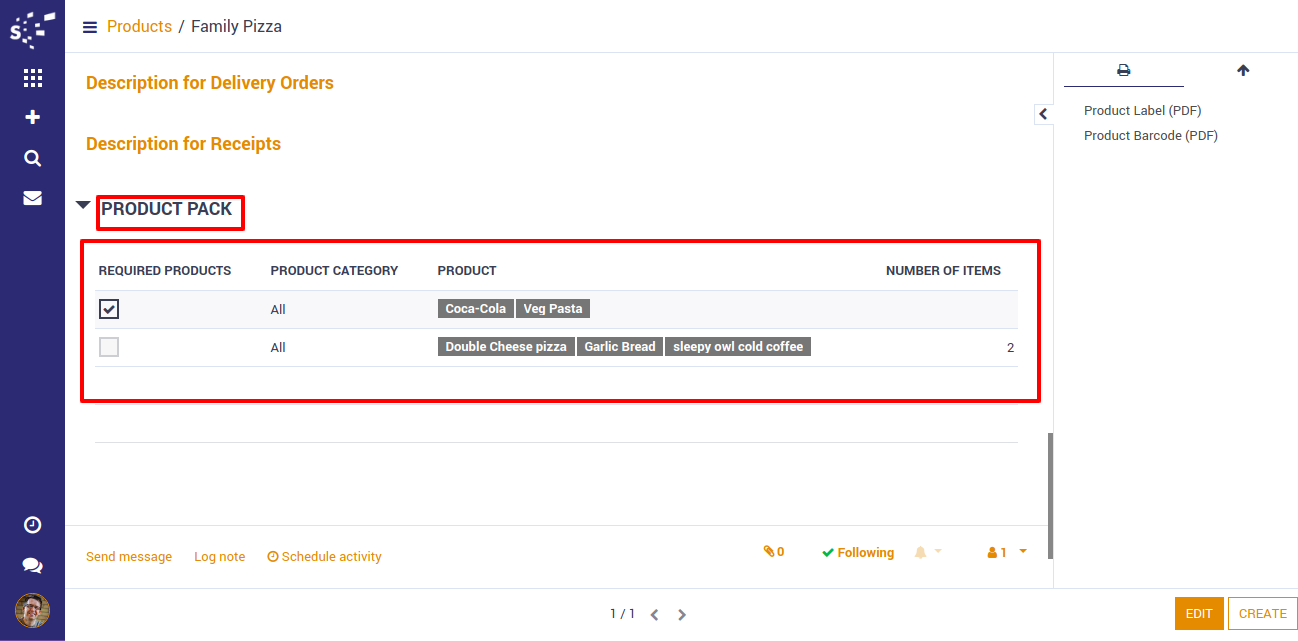 S
Products / Family Pizza
Description for Delivery Orders
Product Label (PDF)
Product Barcode (PDF)
Description for Receipts
PRODUCT PACK
REQUIRED PRODUCTS PRODUCT CATEGORY PRODUCT NUMBER OF ITEMS
All Coca-Cola Veg Pasta
All Double Cheese pizza Garlic Bread sleepy owl cold coffee 2
Send message Log note Schedule activity 0 Following 1
1 / 1
EDIT CREATE